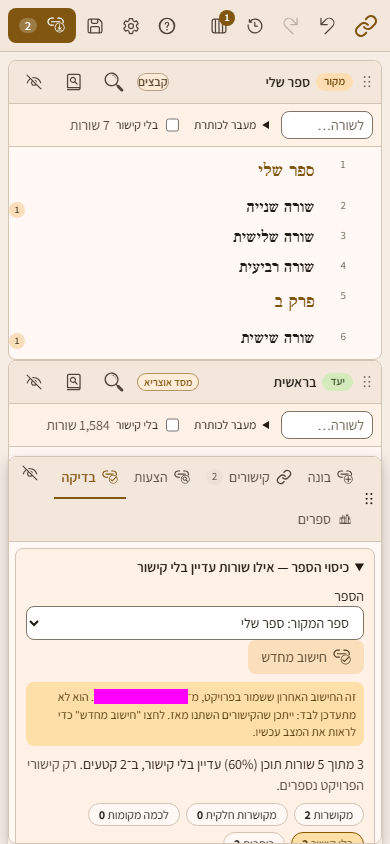 1
2
מקור
ספר שלי
קבצים
לשורה...
מעבר לכותרת
בלי קישור
7 שורות
1 ספר שלי
2 שורה שנייה
1
3 שורה שלישית
4 שורה רביעית
5 פרק ב
6 שורה שישית
1
יעד
בראשית
מסד אוצריא
לשורה...
מעבר לכותרת
בלי קישור
1,584 שורות
בונה
קישורים 2
הצעות
בדיקה
ספרים
כיסוי הספר — אילו שורות עדיין בלי קישור
הספר
ספר המקור: ספר שלי
חישוב מחדש
זה החישוב האחרון ששמור בפרויקט, מ־. הוא לא
מתעדכן לבד: ייתכן שהקישורים השתנו מאז. לחצו "חישוב מחדש" כדי
לראות את המצב עכשיו.
3 מתוך 5 שורות תוכן (60%) עדיין בלי קישור, ב־2 קטעים. רק קישורי
הפרויקט נספרים.
מקושרות 2
מקושרות חלקית 0
לכמה מקומות 0